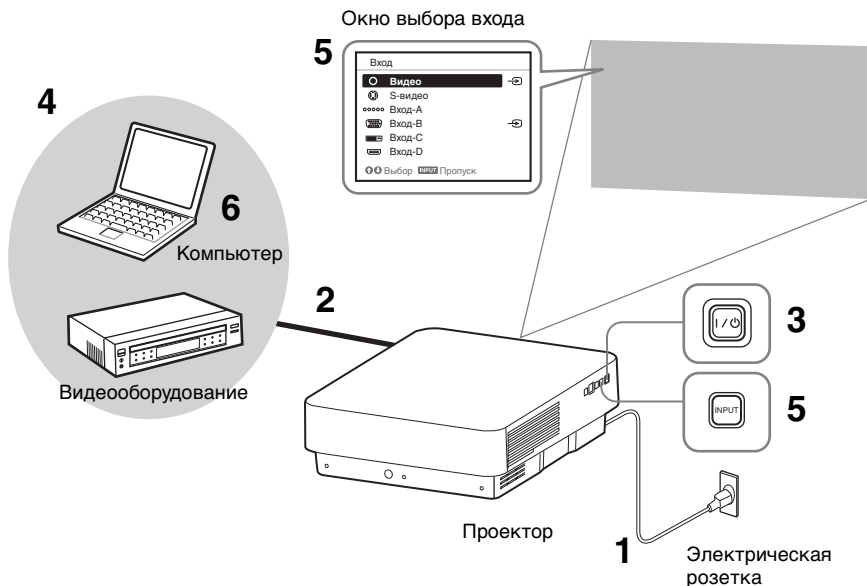 Окно выбора входа
5
Вход
Видео
S-видео
Вход-A
Вход-B
Вход-C
Вход-D
Выбор INPUT Пропуск
4
6
Компьютер
Видеооборудование
2
I / ⏻
3
INPUT
5
Проектор
1
Электрическая
розетка